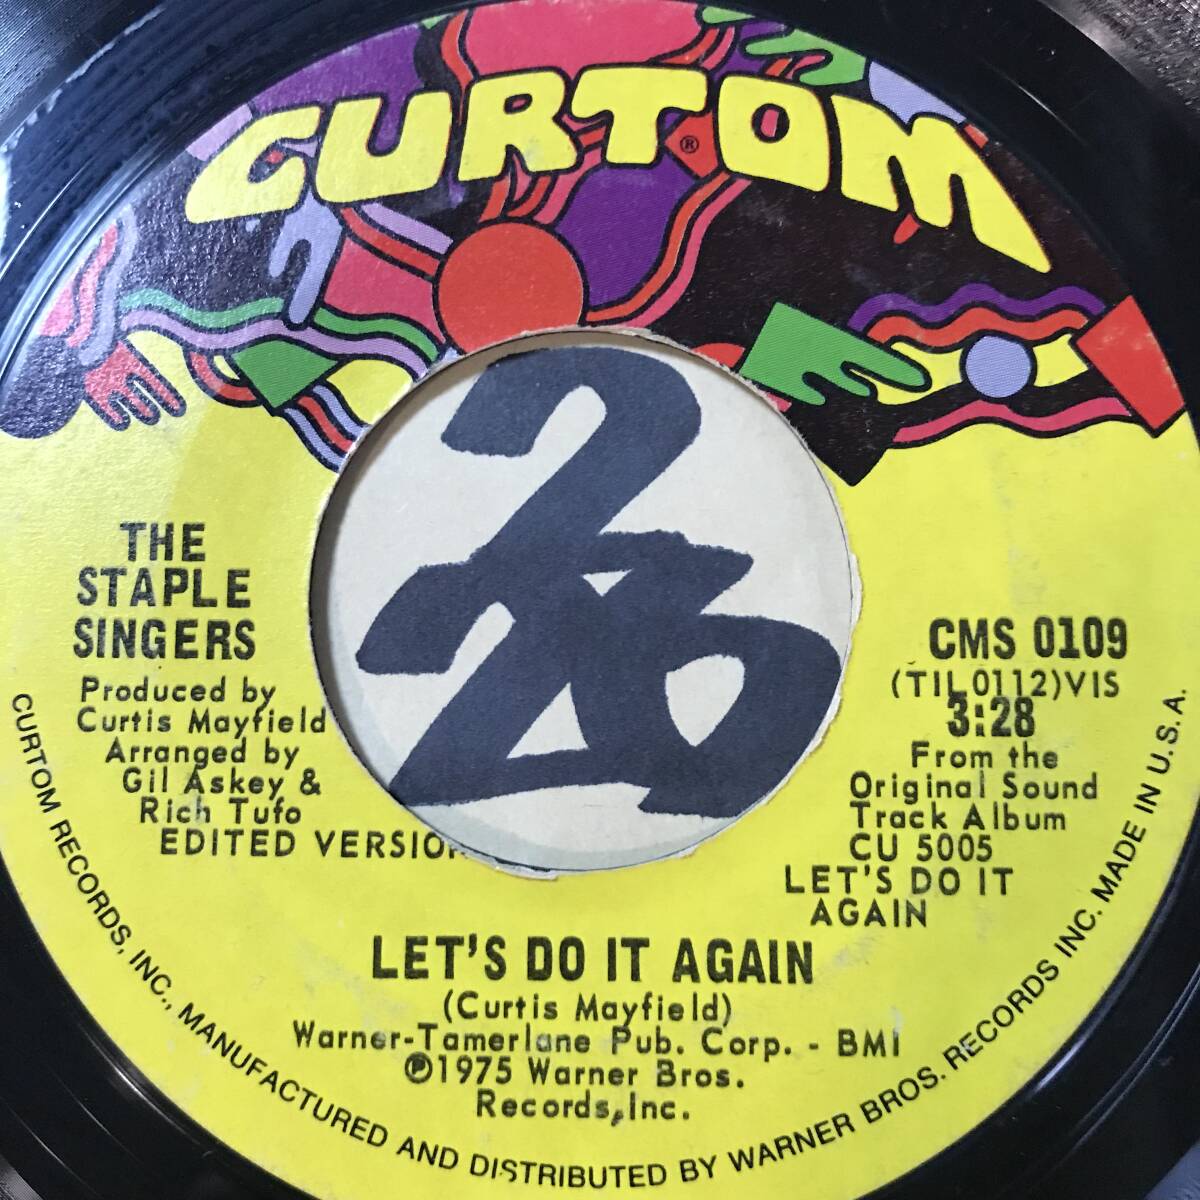 CURTOM
®
THE
STAPLE
SINGERS
Produced by
Curtis Mayfield
Arranged by
Gil Askey &
Rich Tufo
EDITED VERSION
CMS 0109
(TIL 0112)VIS
3:28
From the
Original Sound
Track Album
CU 5005
LET'S DO IT
AGAIN
LET'S DO IT AGAIN
(Curtis Mayfield)
Warner-Tamerlane Pub. Corp. - BMI
Ⓟ1975 Warner Bros.
Records,Inc.
CURTOM RECORDS, INC., MANUFACTURED AND DISTRIBUTED BY WARNER BROS. RECORDS INC. MADE IN U.S.A.